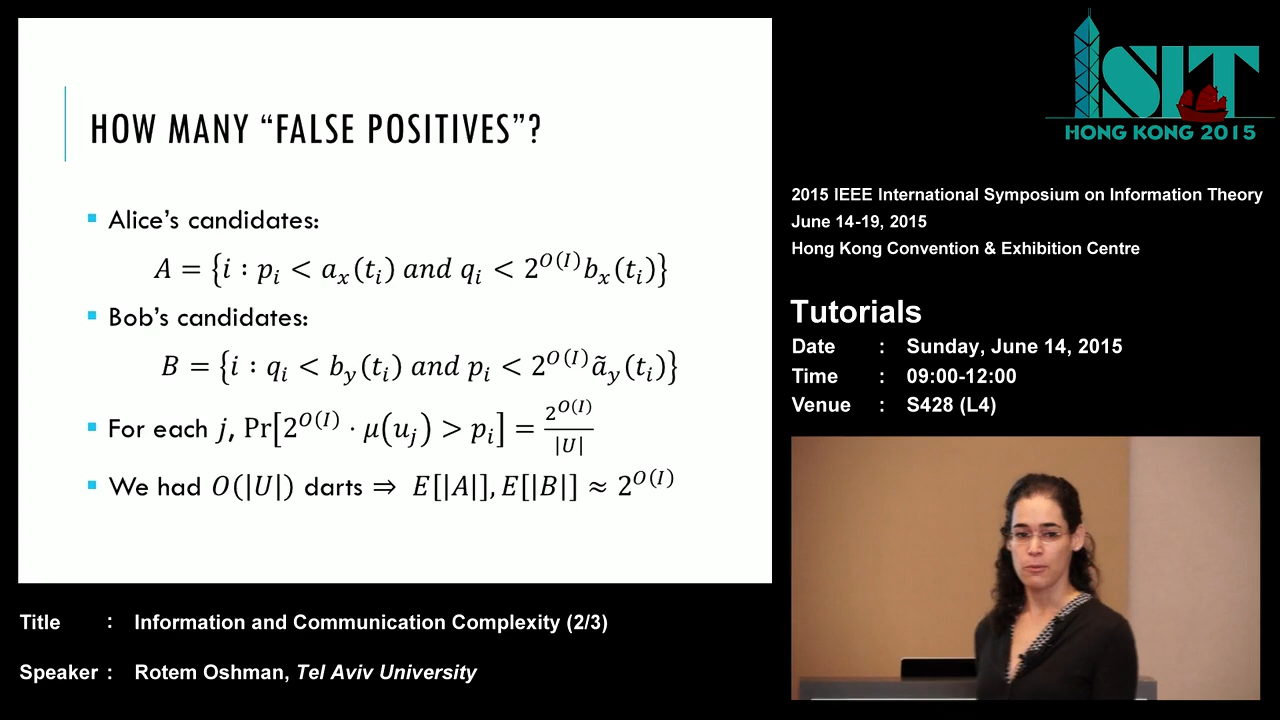 HOW MANY “FALSE POSITIVES”?
▪ Alice’s candidates:
A = {i : p_i < a_x(t_i) and q_i < 2^{O(I)} b_x(t_i)}
▪ Bob’s candidates:
B = {i : q_i < b_y(t_i) and p_i < 2^{O(I)} ã_y(t_i)}
▪ For each j, Pr[2^{O(I)} · μ(u_j) > p_i] = 2^{O(I)} / |U|
▪ We had O(|U|) darts ⇒ E[|A|], E[|B|] ≈ 2^{O(I)}
ISIT
HONG KONG 2015
2015 IEEE International Symposium on Information Theory
June 14-19, 2015
Hong Kong Convention & Exhibition Centre
Tutorials
Date : Sunday, June 14, 2015
Time : 09:00-12:00
Venue : S428 (L4)
Title : Information and Communication Complexity (2/3)
Speaker : Rotem Oshman, Tel Aviv University